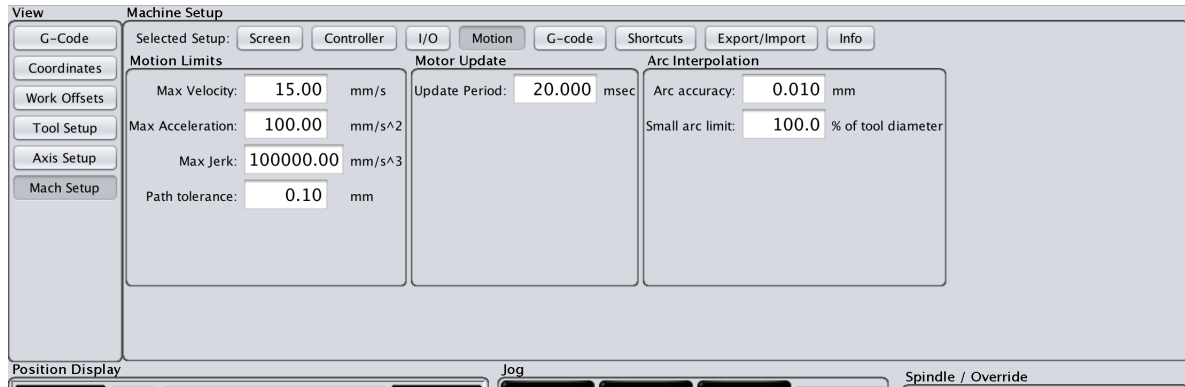 View
Machine Setup
G-Code
Coordinates
Work Offsets
Tool Setup
Axis Setup
Mach Setup
Selected Setup: Screen Controller I/O Motion G-code Shortcuts Export/Import Info
Motion Limits
Max Velocity: 15.00 mm/s
Max Acceleration: 100.00 mm/s^2
Max Jerk: 100000.00 mm/s^3
Path tolerance: 0.10 mm
Motor Update
Update Period: 20.000 msec
Arc Interpolation
Arc accuracy: 0.010 mm
Small arc limit: 100.0 % of tool diameter
Position Display
Jog
Spindle / Override